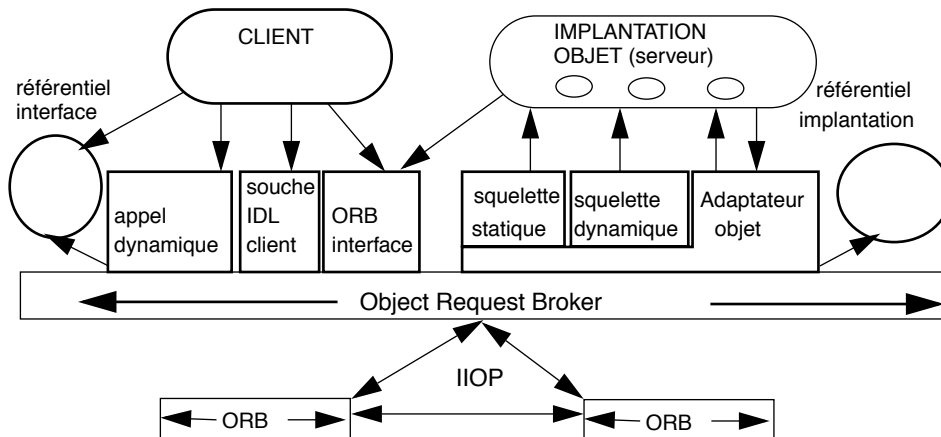 CLIENT
IMPLANTATION
OBJET (serveur)
référentiel
interface
référentiel
implantation
appel
dynamique
souche
IDL
client
ORB
interface
squelette
statique
squelette
dynamique
Adaptateur
objet
Object Request Broker
IIOP
ORB
ORB